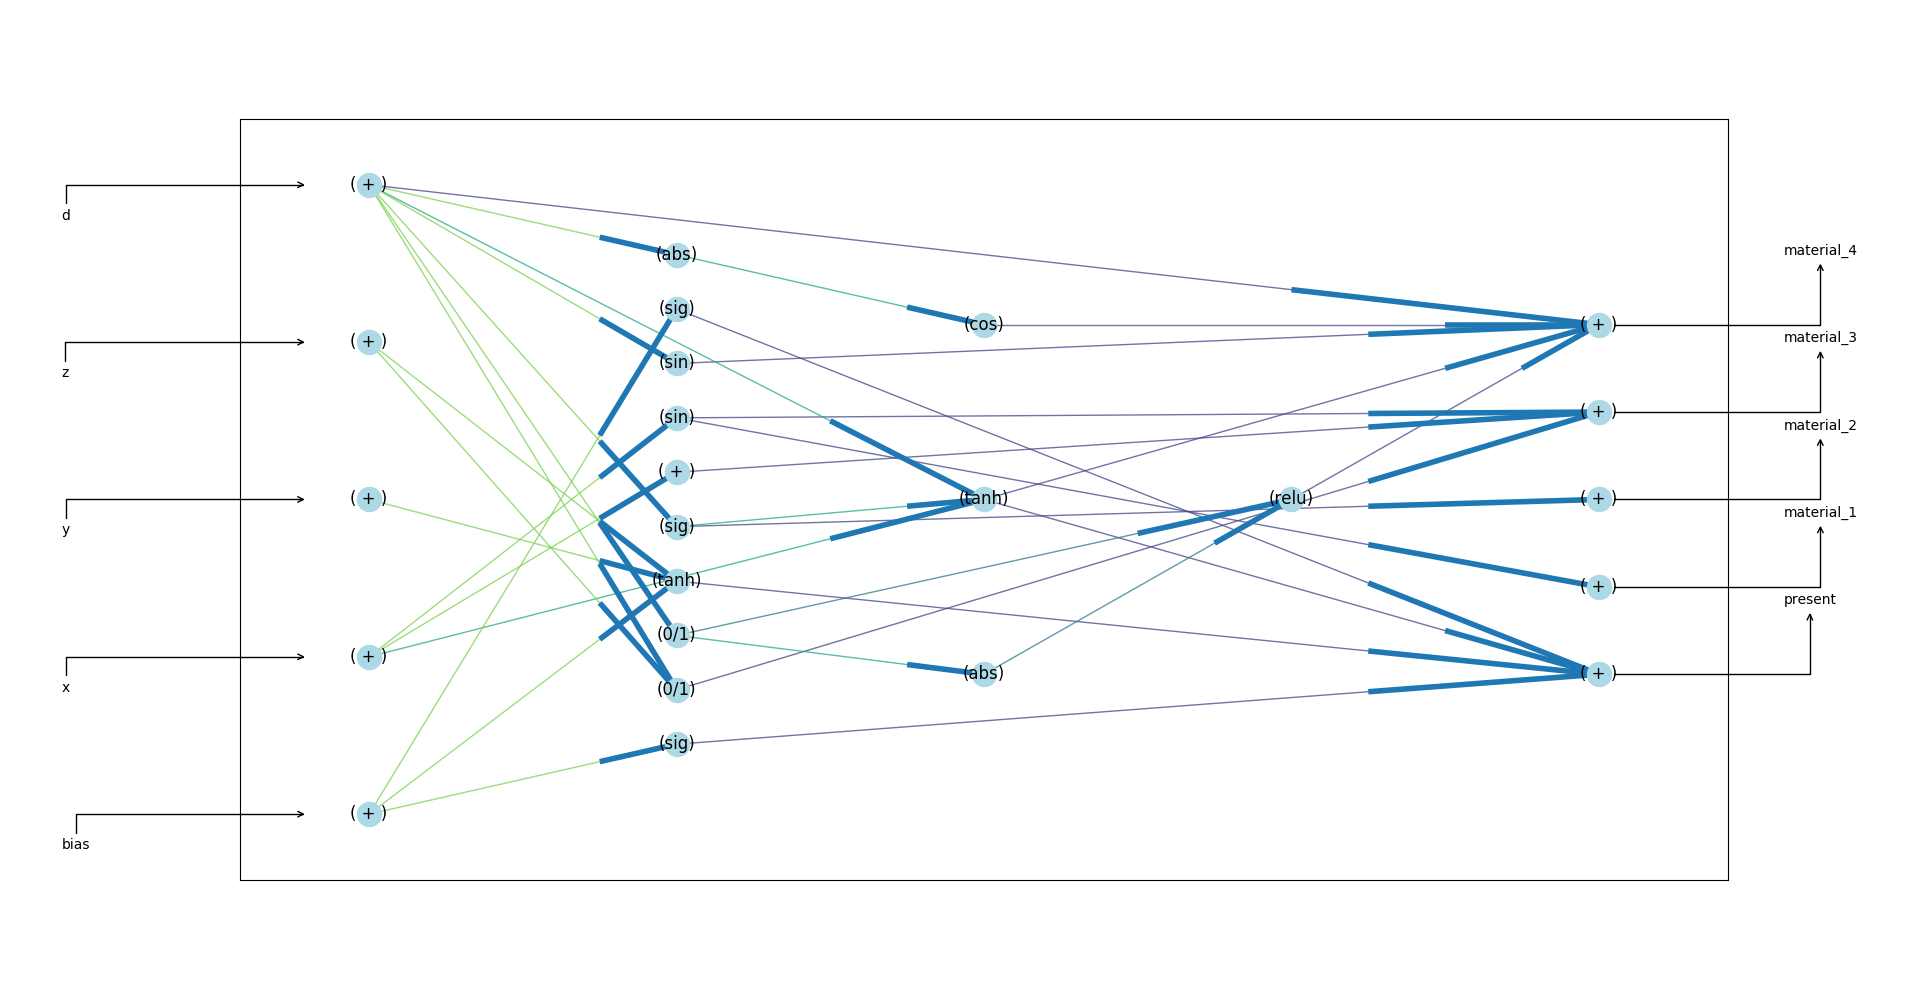 d
z
y
x
bias
( + )
( + )
( + )
( + )
( + )
(abs)
(sig)
(sin)
(sin)
( + )
(sig)
(tanh)
(0/1)
(0/1)
(sig)
(cos)
(tanh)
(abs)
(relu)
( + )
( + )
( + )
( + )
( + )
material_4
material_3
material_2
material_1
present